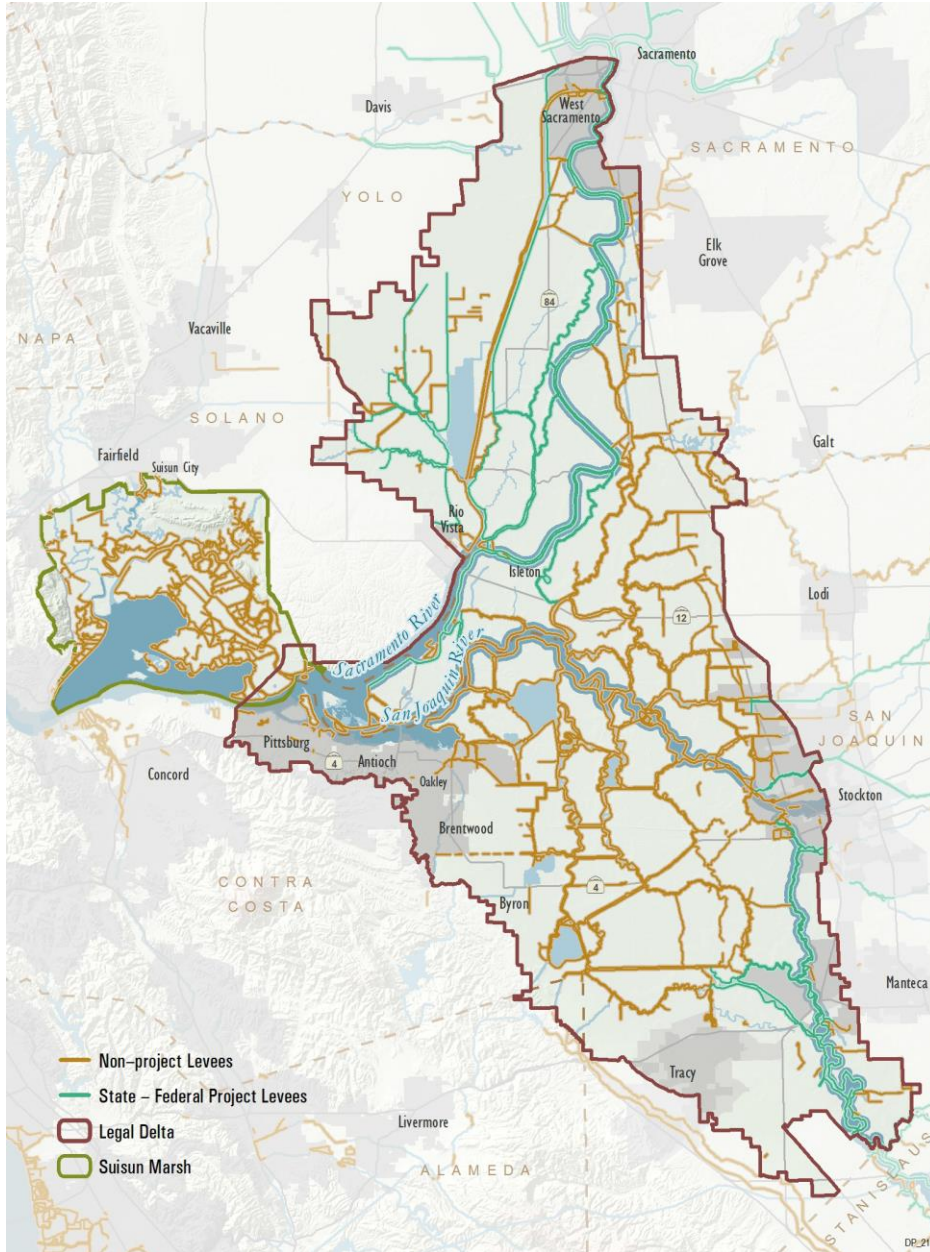 Sacramento
Davis
West
Sacramento
SACRAMENTO
YOLO
Elk
Grove
84
Vacaville
NAPA
SOLANO
Galt
Fairfield
Suisun City
Rio
Vista
Isleton
Lodi
12
Sacramento River
San Joaquin River
SAN
JOAQUIN
Pittsburg
4
Antioch
Concord
Oakley
Stockton
Brentwood
CONTRA
COSTA
4
Byron
Manteca
Tracy
Non-project Levees
State - Federal Project Levees
Legal Delta
Suisun Marsh
Livermore
ALAMEDA
STANISLAUS
DP_21